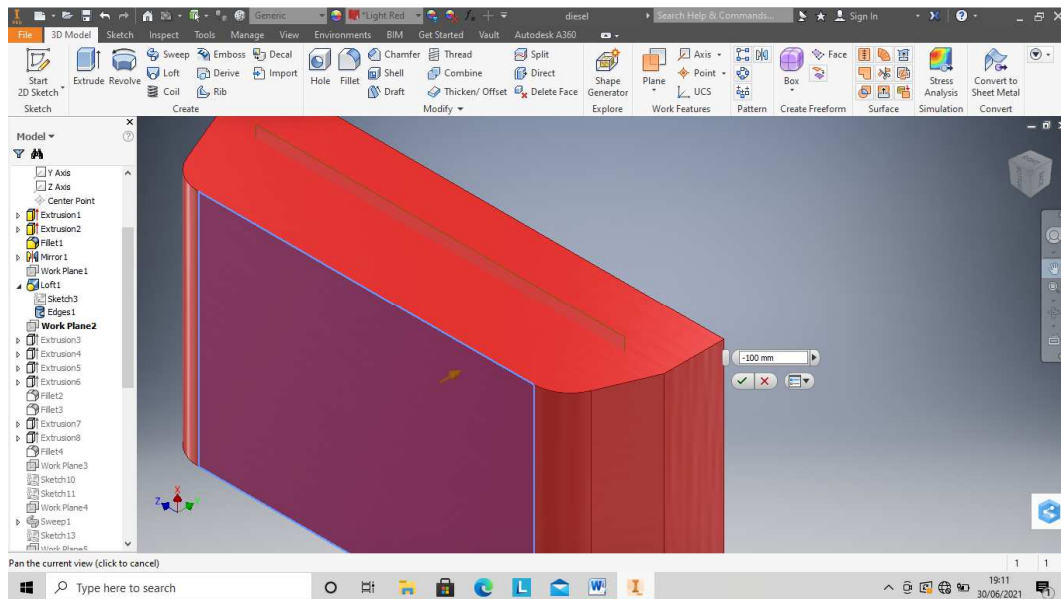 I PRO Generic *Light Red diesel Search Help & Commands... Sign In
File 3D Model Sketch Inspect Tools Manage View Environments BIM Get Started Vault Autodesk A360
Start 2D Sketch Extrude Revolve Sweep Emboss Decal Hole Fillet Chamfer Thread Split Shape Generator Plane Axis Box Face Stress Analysis Convert to Sheet Metal
Loft Derive Import Shell Combine Direct Point
Coil Rib Draft Thicken/ Offset Delete Face UCS
Sketch Create Modify Explore Work Features Pattern Create Freeform Surface Simulation Convert
Model
Y Axis
Z Axis
Center Point
Extrusion1
Extrusion2
Fillet1
Mirror1
Work Plane1
Loft1
Sketch3
Edges1
Work Plane2
Extrusion3
Extrusion4
Extrusion5
Extrusion6
Fillet2
Fillet3
Extrusion7
Extrusion8
Fillet4
Work Plane3
Sketch10
Sketch11
Work Plane4
Sweep1
Sketch13
Work Plane5
-100 mm
X
Z Y
Pan the current view (click to cancel) 1 1
Type here to search L W I 19:11
30/06/2021